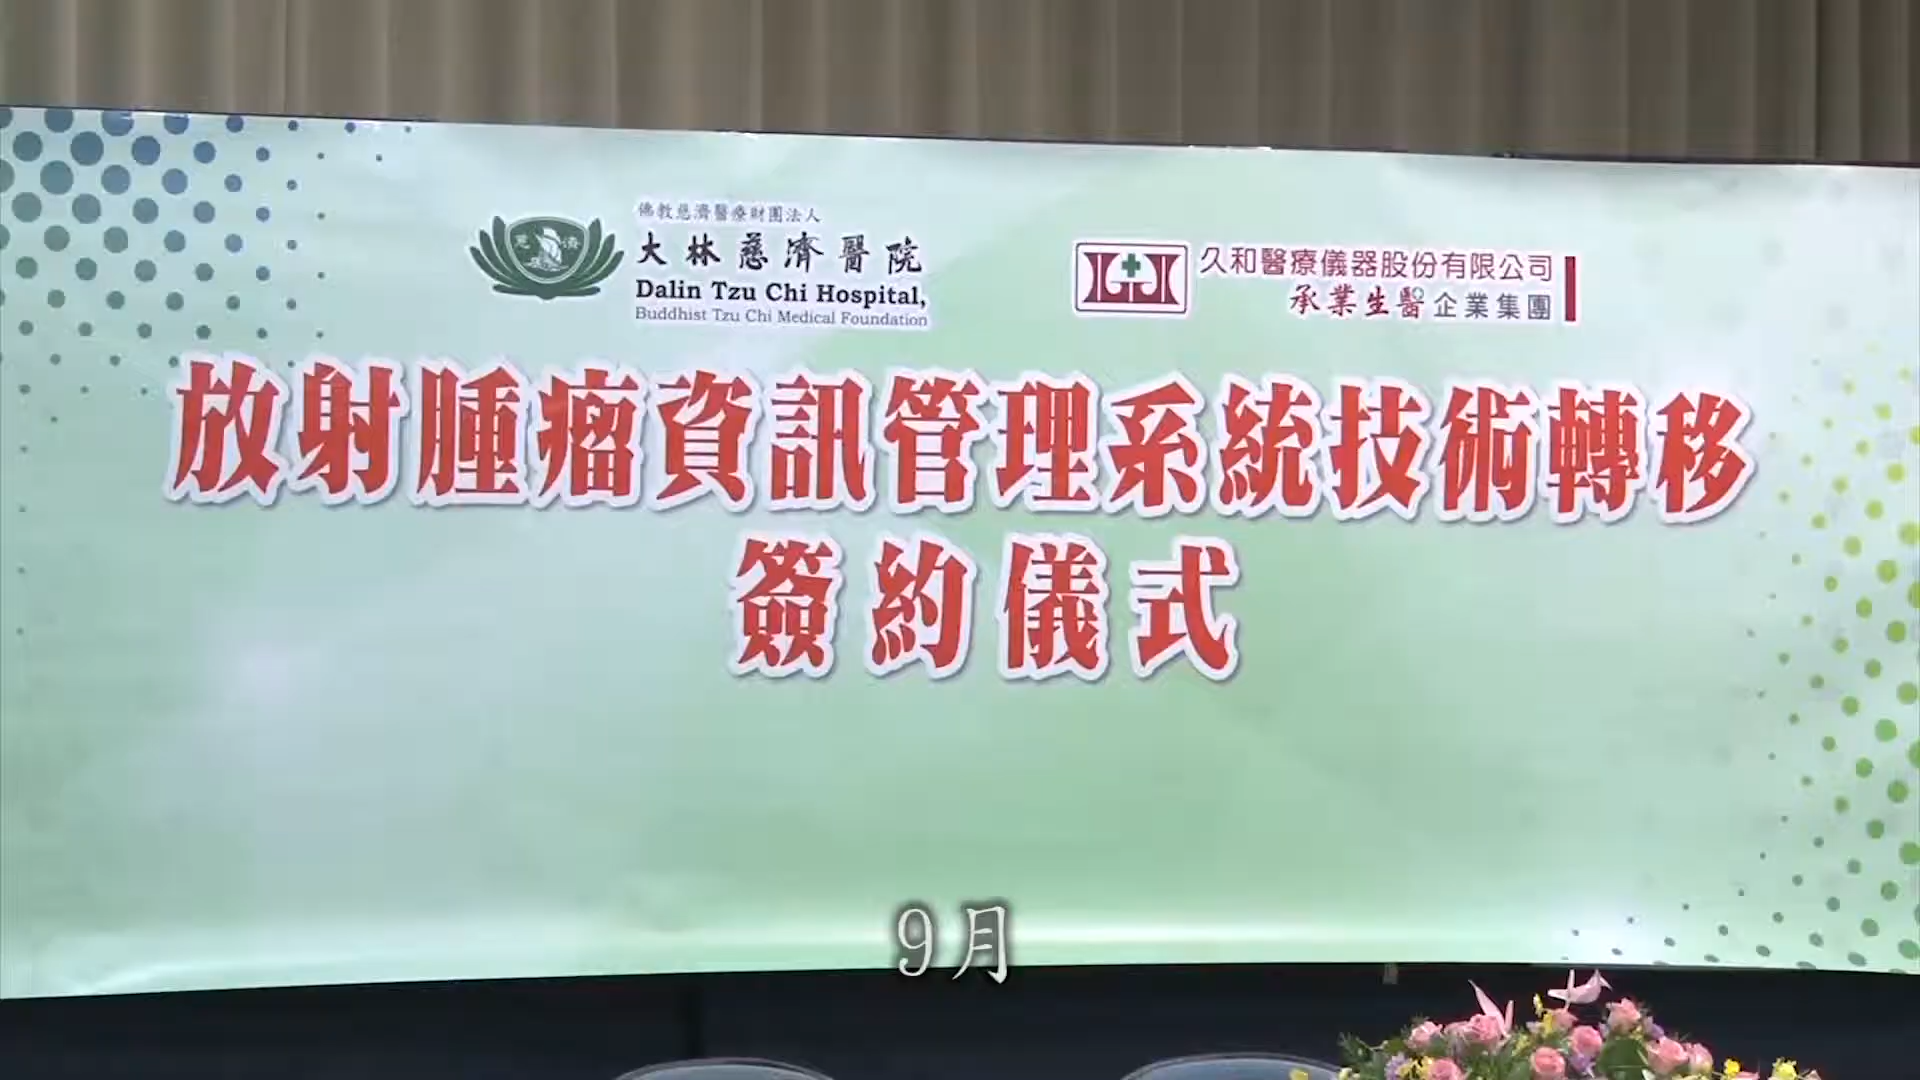 佛教慈濟醫療財團法人
大林慈濟醫院
Dalin Tzu Chi Hospital,
Buddhist Tzu Chi Medical Foundation
慈濟
久和醫療儀器股份有限公司
承業生醫企業集團
放射腫瘤資訊管理系統技術轉移
簽約儀式
9月